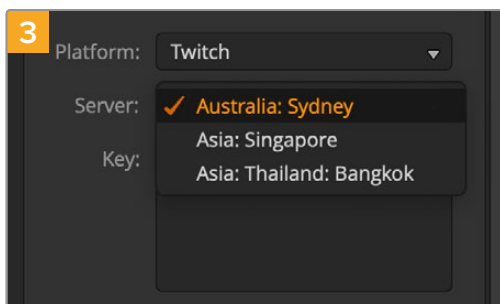 3
Platform: Twitch
Server: Australia: Sydney
Asia: Singapore
Key:
Asia: Thailand: Bangkok